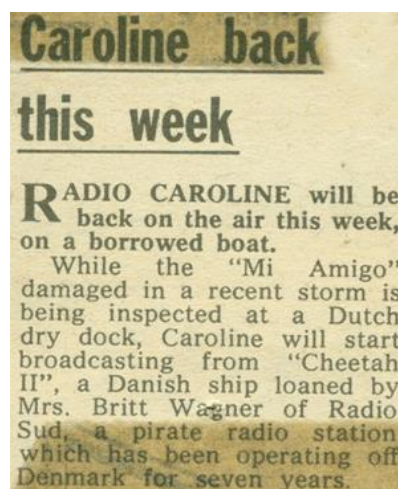 Caroline back
this week
RADIO CAROLINE will be
back on the air this week,
on a borrowed boat.
While the "Mi Amigo"
damaged in a recent storm is
being inspected at a Dutch
dry dock, Caroline will start
broadcasting from "Cheetah
II", a Danish ship loaned by
Mrs. Britt Wagner of Radio
Sud, a pirate radio station
which has been operating off
Denmark for seven years.